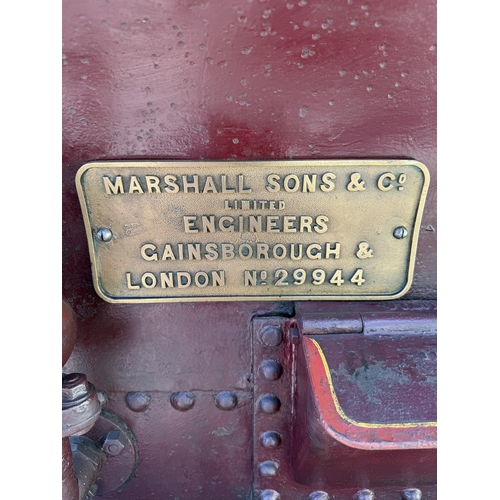 MARSHALL SONS & Cº
LIMITED
ENGINEERS
GAINSBOROUGH &
LONDON Nº 29944